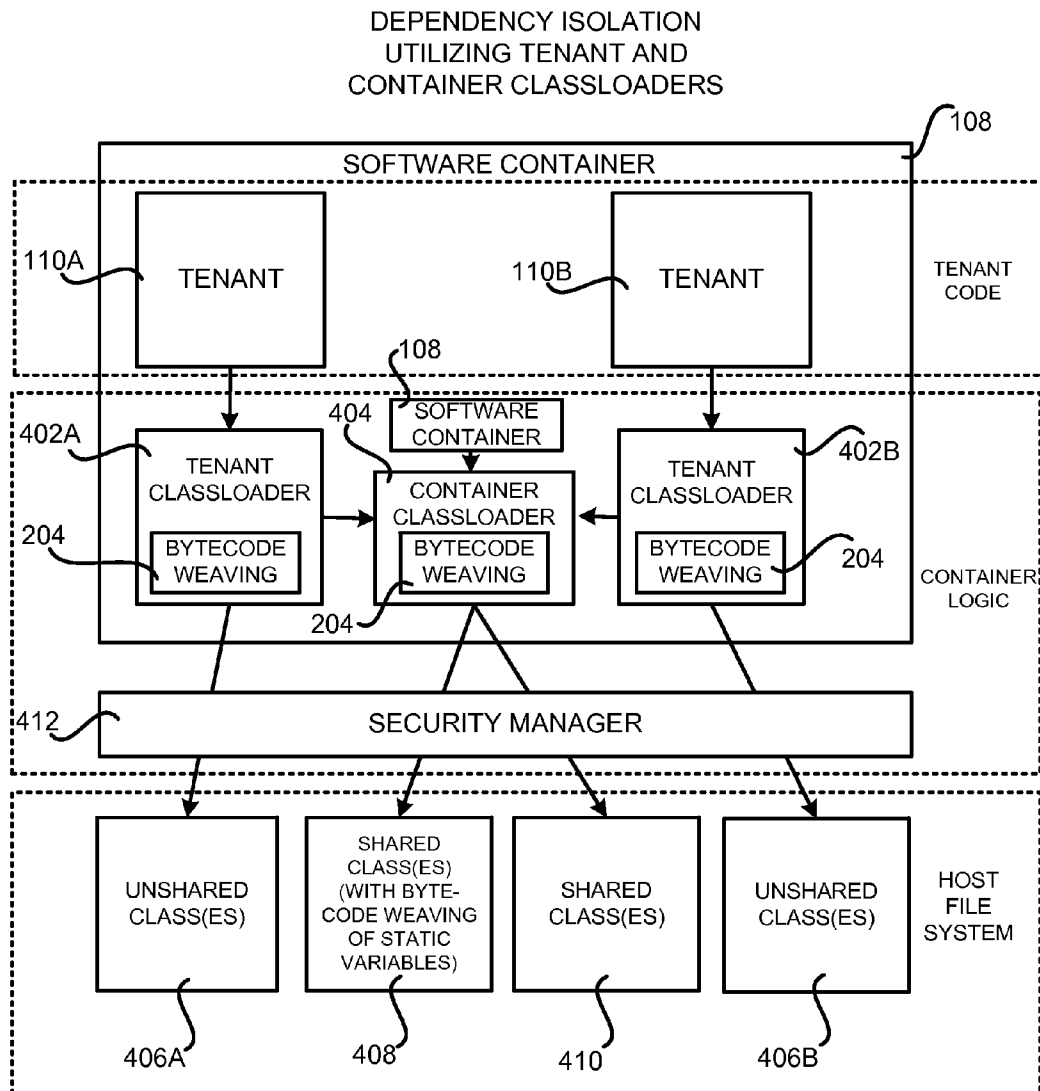 DEPENDENCY ISOLATION
UTILIZING TENANT AND
CONTAINER CLASSLOADERS
108
SOFTWARE CONTAINER
110A
TENANT
110B
TENANT
TENANT
CODE
108
SOFTWARE
CONTAINER
402A
404
402B
TENANT
CLASSLOADER
CONTAINER
CLASSLOADER
TENANT
CLASSLOADER
204
BYTECODE
WEAVING
BYTECODE
WEAVING
BYTECODE
WEAVING
204
204
CONTAINER
LOGIC
412
SECURITY MANAGER
UNSHARED
CLASS(ES)
SHARED
CLASS(ES)
(WITH BYTE-
CODE WEAVING
OF STATIC
VARIABLES)
SHARED
CLASS(ES)
UNSHARED
CLASS(ES)
HOST
FILE
SYSTEM
406A
408
410
406B